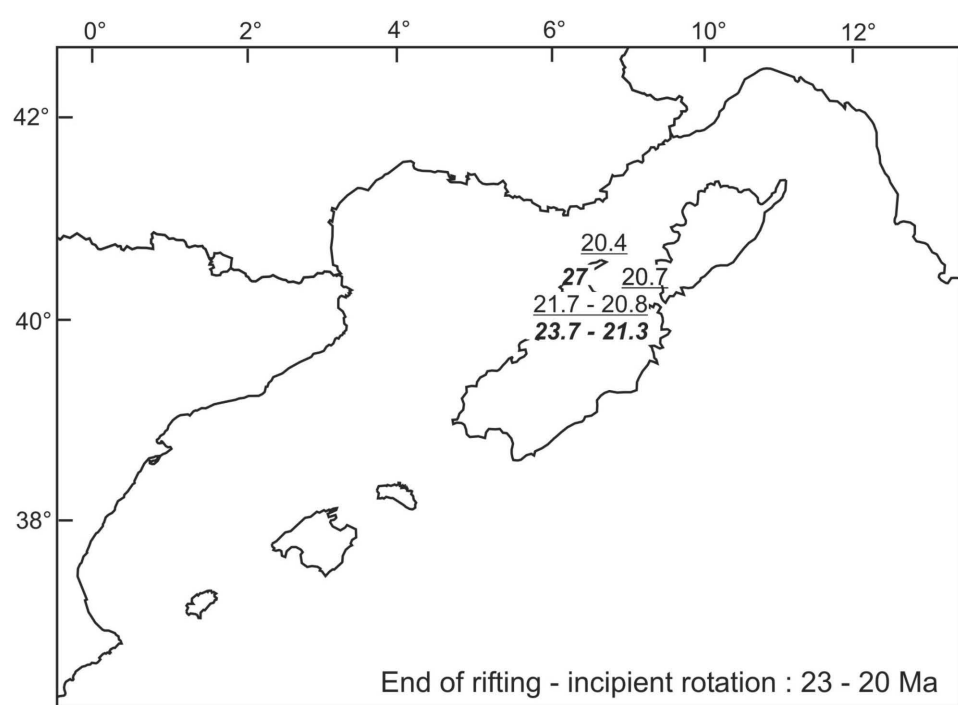 0° 2° 4° 6° 8° 10° 12°
42°
20.4
27 20.7
21.7 - 20.8
40°
23.7 - 21.3
38°
End of rifting - incipient rotation : 23 - 20 Ma